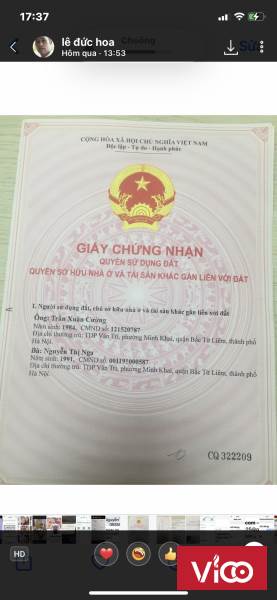 17:37
lê đức hoa
Hôm qua · 13:53
CỘNG HÒA XÃ HỘI CHỦ NGHĨA VIỆT NAM
Độc lập - Tự do - Hạnh phúc
GIẤY CHỨNG NHẬN
QUYỀN SỬ DỤNG ĐẤT
QUYỀN SỞ HỮU NHÀ Ở VÀ TÀI SẢN KHÁC GẮN LIỀN VỚI ĐẤT
I. Người sử dụng đất, chủ sở hữu nhà ở và tài sản khác gắn liền với đất
Ông: Trần Xuân Cường
Năm sinh: 1984, CMND số: 121520787
Địa chỉ thường trú: TDP Văn Trì, phường Minh Khai, quận Bắc Từ Liêm, thành phố
Hà Nội.
Bà: Nguyễn Thị Nga
Năm sinh: 1991, CMND số: 001191000587
Địa chỉ thường trú: TDP Văn Trì, phường Minh Khai, quận Bắc Từ Liêm, thành phố
Hà Nội.
CQ 322209
HD
ViCO